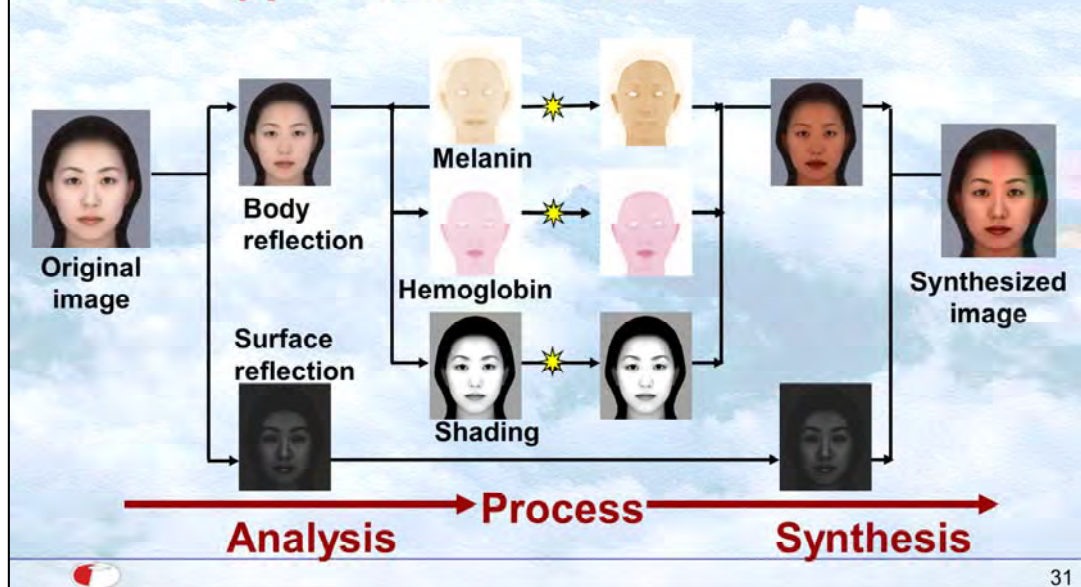 Original
image
Body
reflection
Surface
reflection
Melanin
Hemoglobin
Shading
Synthesized
image
Analysis
Process
Synthesis
31